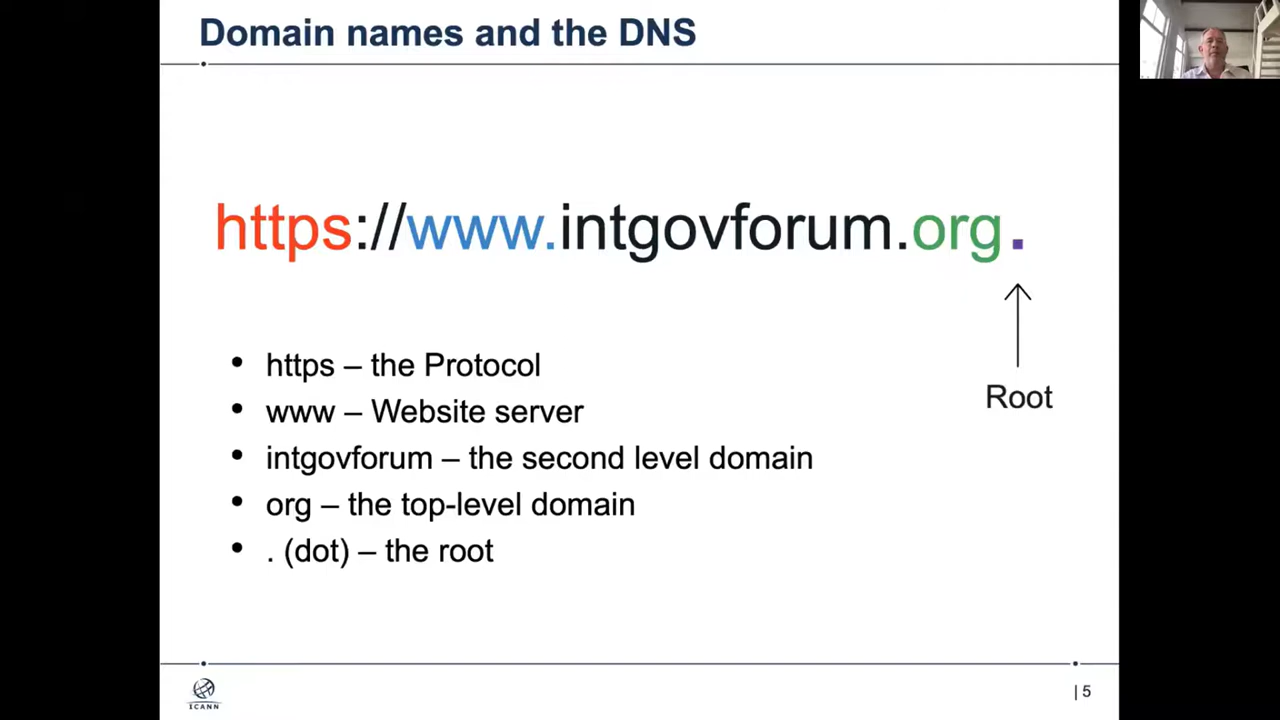 Domain names and the DNS
https://www.intgovforum.org.
Root
• https – the Protocol
• www – Website server
• intgovforum – the second level domain
• org – the top-level domain
• . (dot) – the root
ICANN
| 5